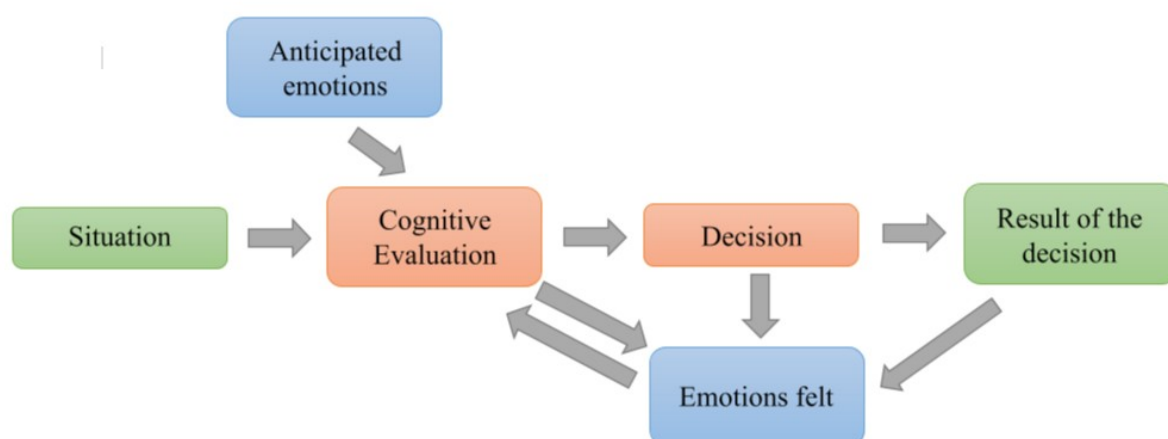 Anticipated
emotions
Situation
Cognitive
Evaluation
Decision
Result of the
decision
Emotions felt